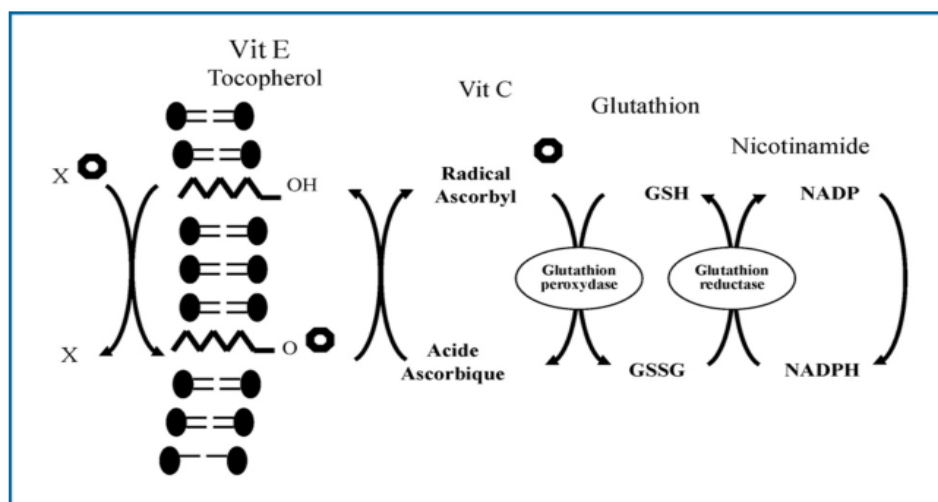 Vit E
Tocopherol
Vit C
Glutathion
Nicotinamide
X
OH
Radical
Ascorbyl
GSH
NADP
Glutathion
peroxydase
Glutathion
reductase
X
O
Acide
Ascorbique
GSSG
NADPH